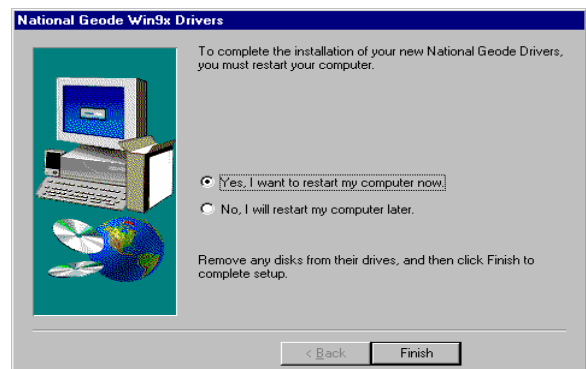 National Geode Win9x Drivers
To complete the installation of your new National Geode Drivers,
you must restart your computer.
Yes, I want to restart my computer now.
No, I will restart my computer later.
Remove any disks from their drives, and then click Finish to
complete setup.
< Back Finish